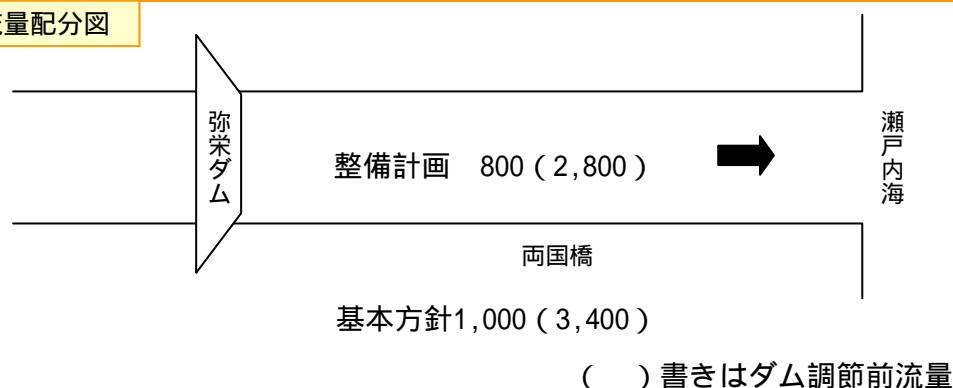 量配分図
弥栄ダム
整備計画 800(2,800)
瀬戸内海
両国橋
基本方針1,000(3,400)
( )書きはダム調節前流量